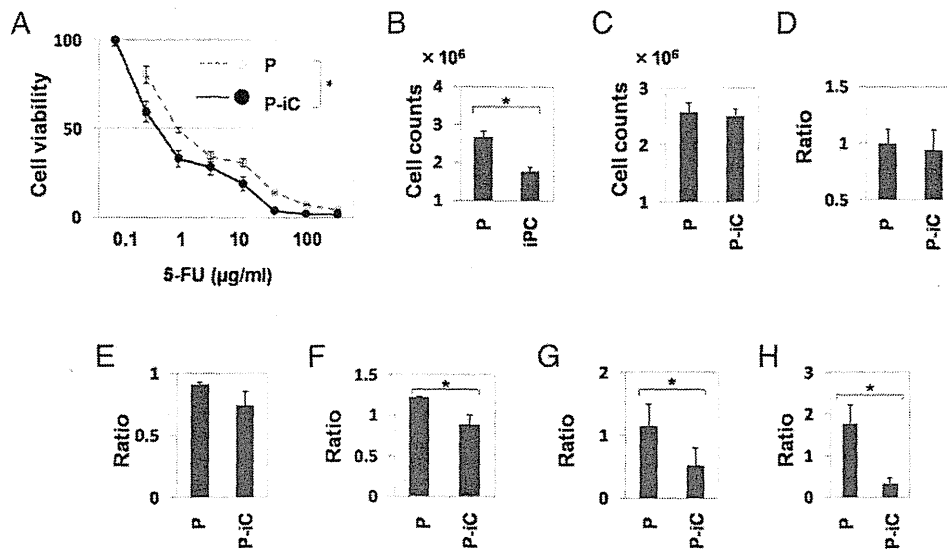 A
100
50
0
Cell viability
P
P-iC
*
0.1 1 10 100
5-FU (µg/ml)
B
× 10⁶
4
3
2
1
Cell counts
*
P
iPC
C
× 10⁶
3
2
1
Cell counts
P
P-iC
D
1.5
1
0.5
Ratio
P
P-iC
E
1
0.5
0
Ratio
P
P-iC
F
1.5
1
0.5
0
Ratio
*
P
P-iC
G
2
1
0
Ratio
*
P
P-iC
H
3
2
1
0
Ratio
*
P
P-iC